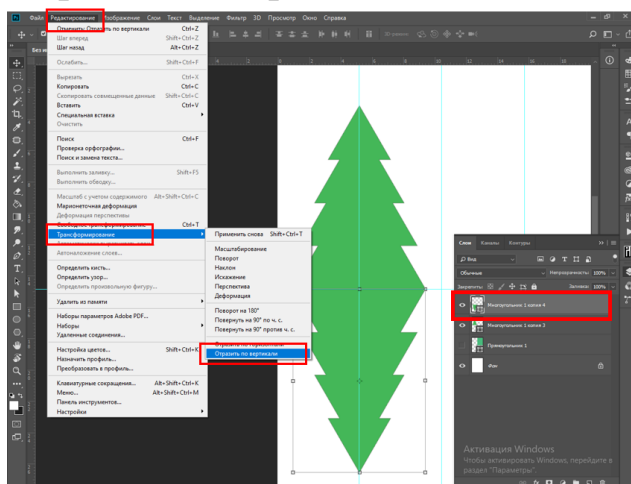 Файл Редактирование Изображение Слои Текст Выделение Фильтр 3D Просмотр Окно Справка
Отменить: Отразить по вертикали Ctrl+Z
Шаг вперед Shift+Ctrl+Z
Шаг назад Alt+Ctrl+Z
Ослабить... Shift+Ctrl+F
Вырезать Ctrl+X
Копировать Ctrl+C
Скопировать совмещенные данные Shift+Ctrl+C
Вставить Ctrl+V
Специальная вставка
Очистить
Поиск Ctrl+F
Проверка орфографии...
Поиск и замена текста...
Выполнить заливку... Shift+F5
Выполнить обводку...
Масштаб с учетом содержимого Alt+Shift+Ctrl+C
Марионеточная деформация
Деформация перспективы
Свободное трансформирование Ctrl+T
Трансформирование
Автоналожение слоев...
Определить кисть...
Определить узор...
Определить произвольную фигуру...
Удалить из памяти
Наборы параметров Adobe PDF...
Наборы
Удаленные соединения...
Настройка цветов... Shift+Ctrl+K
Назначить профиль...
Преобразовать в профиль...
Клавиатурные сокращения... Alt+Shift+Ctrl+K
Меню... Alt+Shift+Ctrl+M
Панель инструментов...
Настройки
Применить снова Shift+Ctrl+T
Масштабирование
Поворот
Наклон
Искажение
Перспектива
Деформация
Поворот на 180°
Повернуть на 90° по ч. с.
Повернуть на 90° против ч. с.
Отразить по горизонтали
Отразить по вертикали
Слои Каналы Контуры
Вид
Обычные Непрозрачность: 100%
Закрепить: Заливка: 100%
Многоугольник 1 копия 4
Многоугольник 1 копия 3
Прямоугольник 1
Фон
Активация Windows
Чтобы активировать Windows, перейдите в
раздел "Параметры".